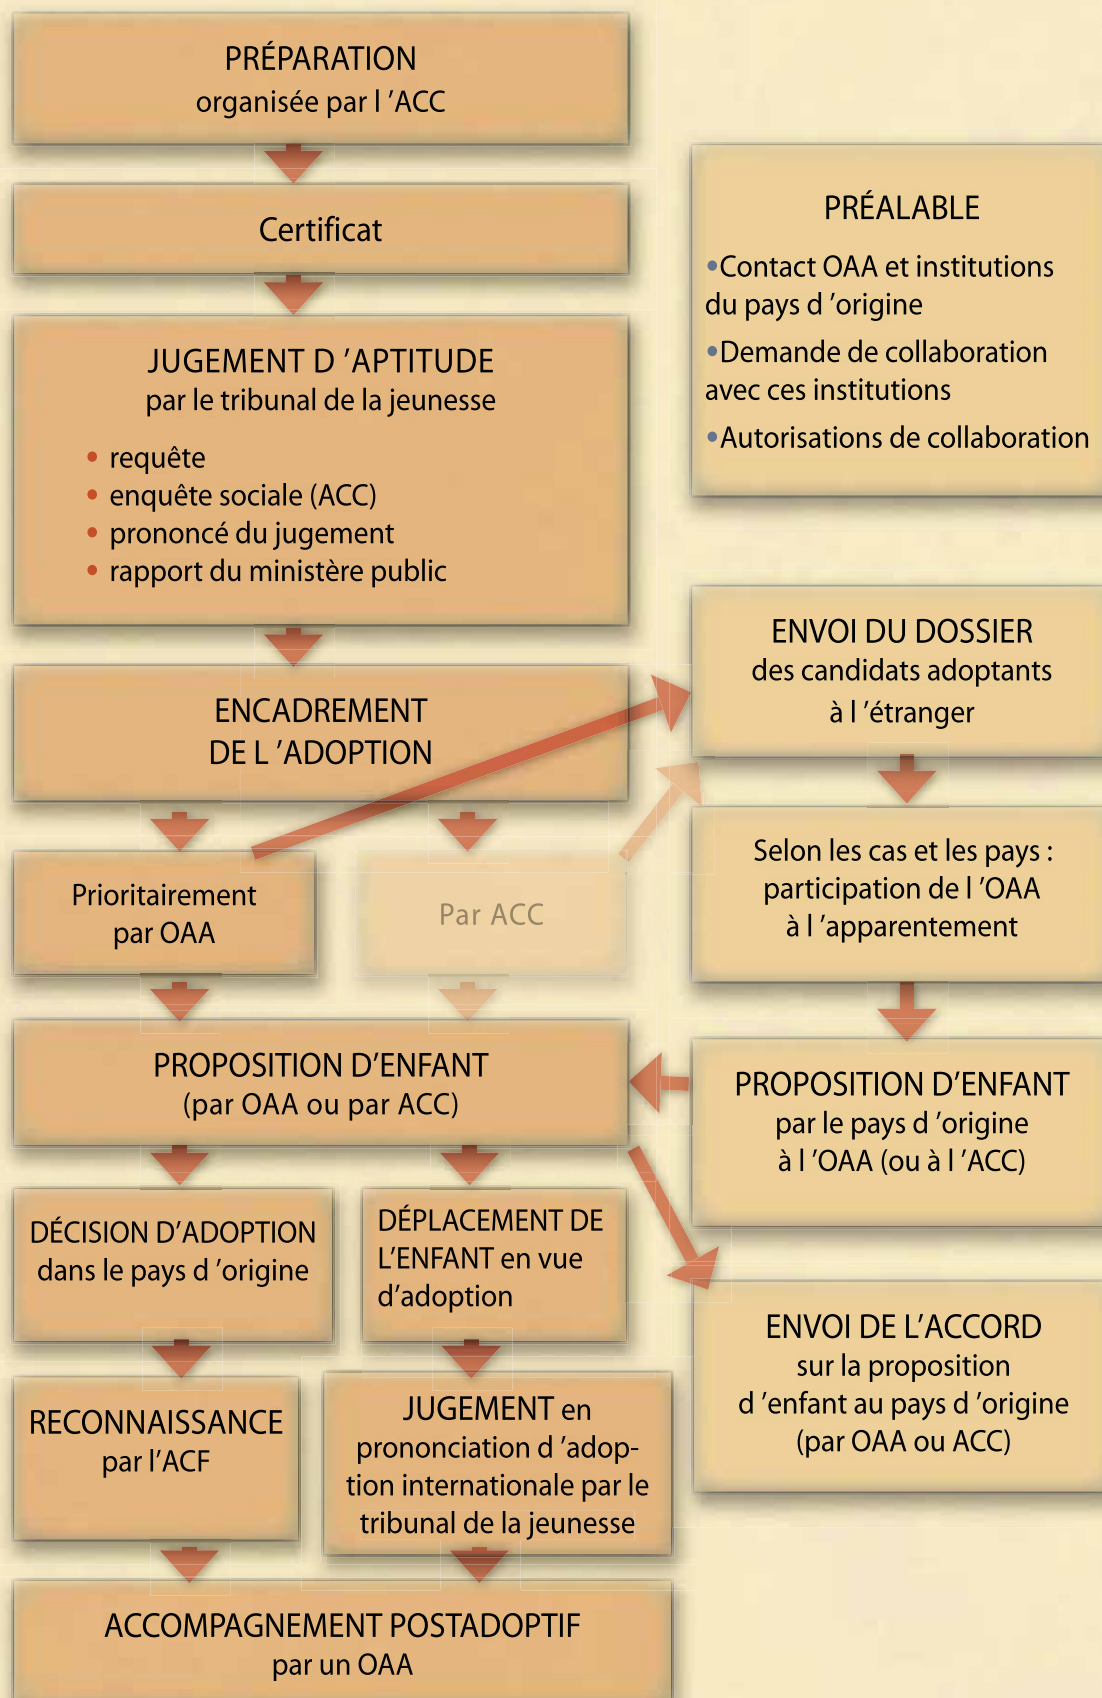 PRÉPARATION
organisée par l ’ACC
Certificat
JUGEMENT D ’APTITUDE
par le tribunal de la jeunesse
• requête
• enquête sociale (ACC)
• prononcé du jugement
• rapport du ministère public
ENCADREMENT
DE L ’ADOPTION
Prioritairement
par OAA
Par ACC
PROPOSITION D’ENFANT
(par OAA ou par ACC)
DÉCISION D’ADOPTION
dans le pays d ’origine
DÉPLACEMENT DE
L’ENFANT en vue
d’adoption
RECONNAISSANCE
par l’ACF
JUGEMENT en
prononciation d ’adop-
tion internationale par le
tribunal de la jeunesse
ACCOMPAGNEMENT POSTADOPTIF
par un OAA
PRÉALABLE
•Contact OAA et institutions
du pays d ’origine
•Demande de collaboration
avec ces institutions
•Autorisations de collaboration
ENVOI DU DOSSIER
des candidats adoptants
à l ’étranger
Selon les cas et les pays :
participation de l ’OAA
à l ’apparentement
PROPOSITION D’ENFANT
par le pays d ’origine
à l ’OAA (ou à l ’ACC)
ENVOI DE L’ACCORD
sur la proposition
d ’enfant au pays d ’origine
(par OAA ou ACC)